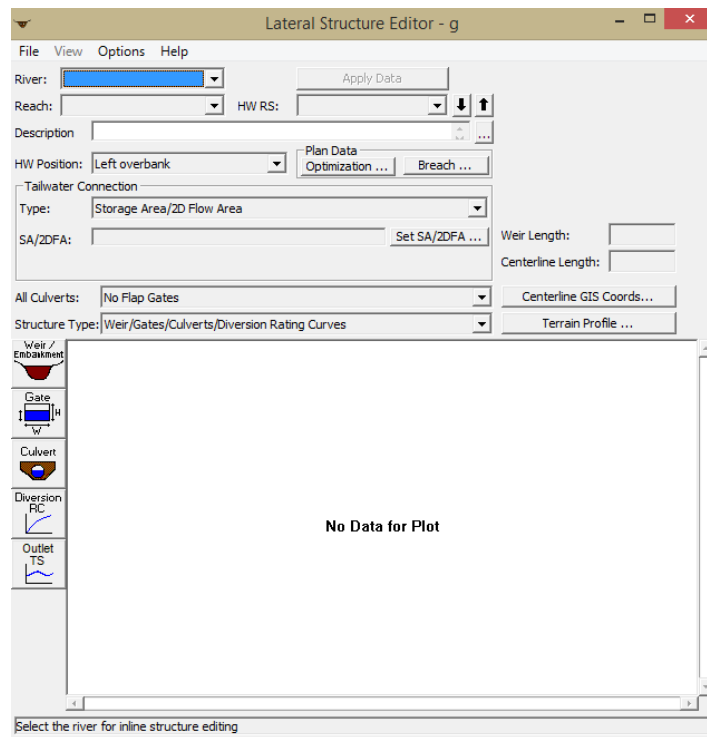 Lateral Structure Editor - g
File View Options Help
River: Apply Data
Reach: HW RS:
Description ...
Plan Data
HW Position: Left overbank Optimization ... Breach ...
Tailwater Connection
Type: Storage Area/2D Flow Area
SA/2DFA: Set SA/2DFA ... Weir Length:
Centerline Length:
All Culverts: No Flap Gates Centerline GIS Coords...
Structure Type: Weir/Gates/Culverts/Diversion Rating Curves Terrain Profile ...
Weir /
Embankment
Gate
H
W
Culvert
Diversion
RC
No Data for Plot
Outlet
TS
Select the river for inline structure editing